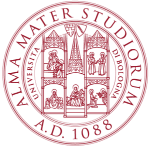 ALMA MATER STUDIORUM
A.D. 1088
UNIVERSITÀ
DI BOLOGNA